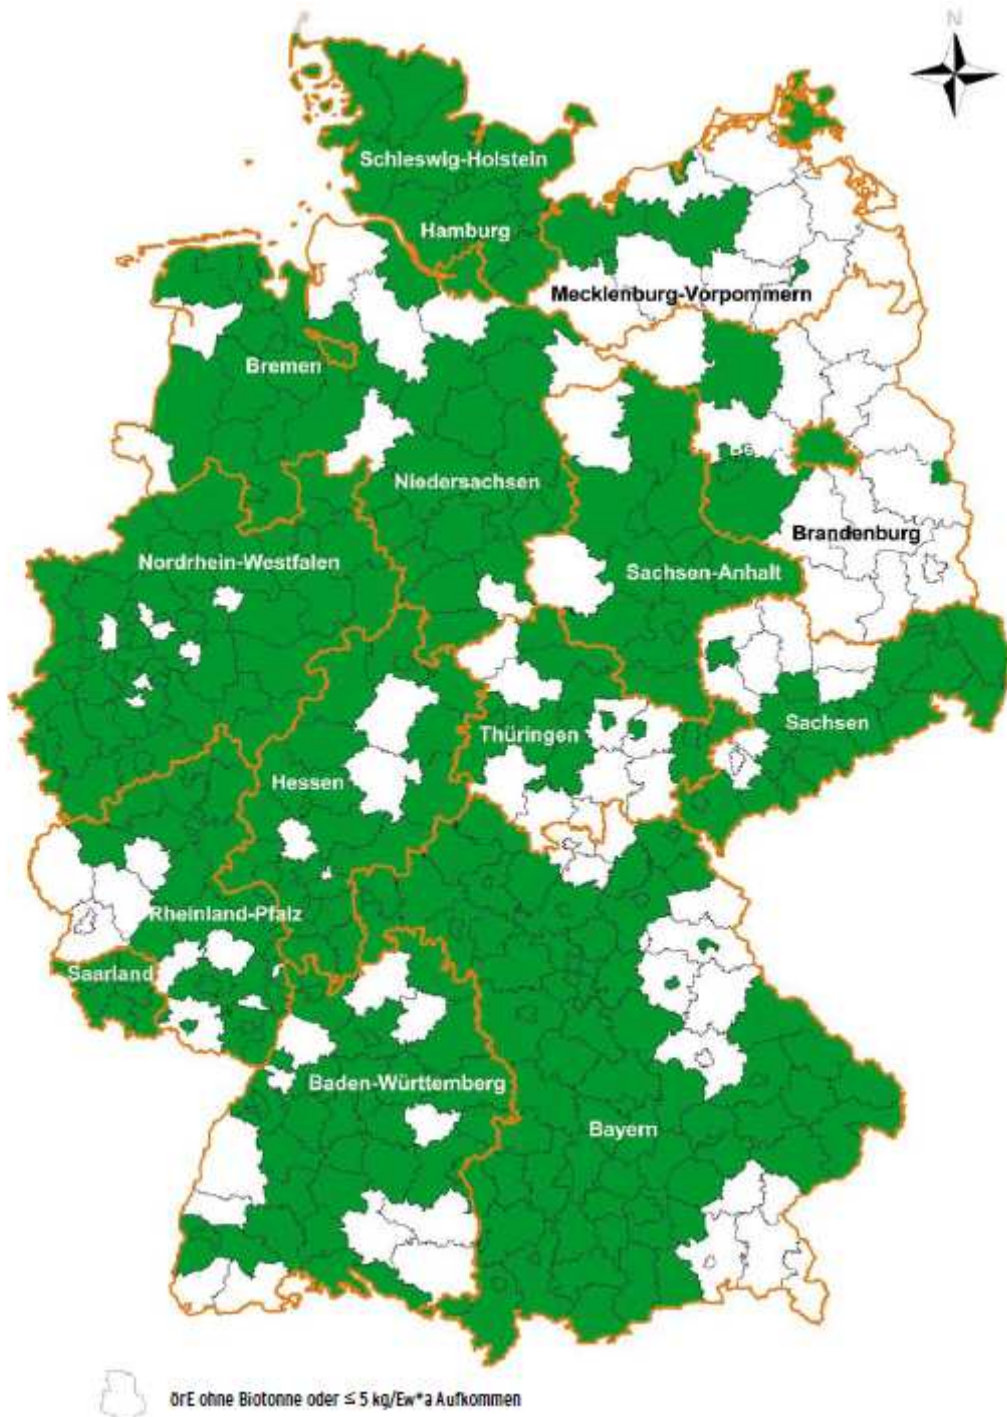 N
Schleswig-Holstein
Hamburg
Mecklenburg-Vorpommern
Bremen
Be
Niedersachsen
Brandenburg
Nordrhein-Westfalen
Sachsen-Anhalt
Sachsen
Thüringen
Hessen
Rheinland-Pfalz
Saarland
Baden-Württemberg
Bayern
örE ohne Biotonne oder ≤ 5 kg/Ew*a Aufkommen